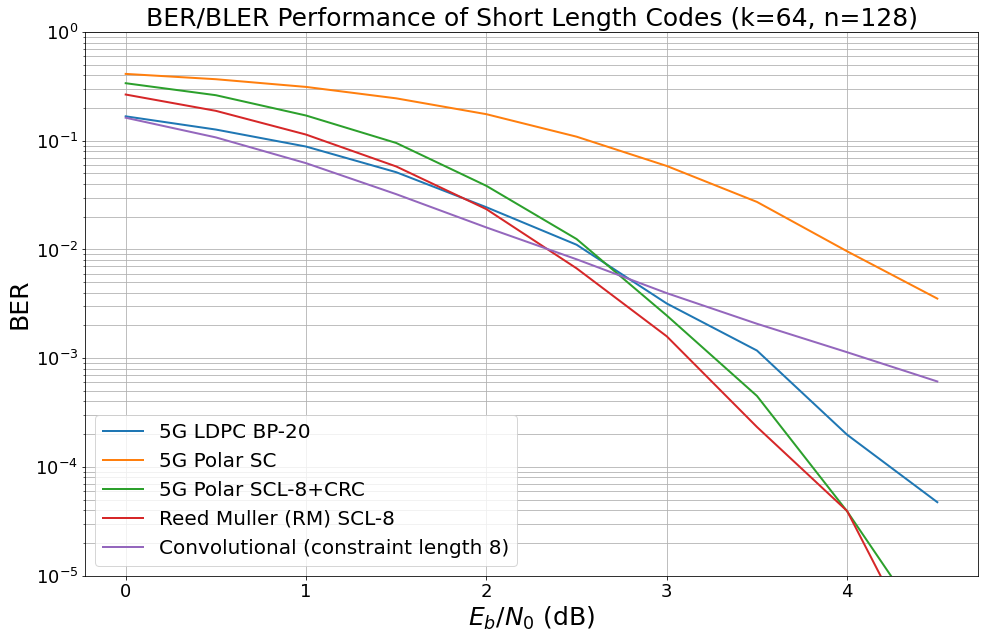 BER/BLER Performance of Short Length Codes (k=64, n=128)
10⁰
10⁻¹
10⁻²
10⁻³
10⁻⁴
10⁻⁵
BER
5G LDPC BP-20
5G Polar SC
5G Polar SCL-8+CRC
Reed Muller (RM) SCL-8
Convolutional (constraint length 8)
0 1 2 3 4
E_b/N_0 (dB)